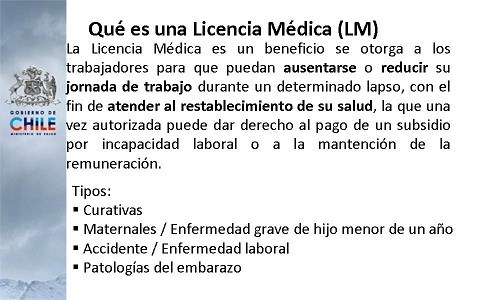 Qué es una Licencia Médica (LM)
La Licencia Médica es un beneficio se otorga a los
trabajadores para que puedan ausentarse o reducir su
jornada de trabajo durante un determinado lapso, con el
fin de atender al restablecimiento de su salud, la que una
vez autorizada puede dar derecho al pago de un subsidio
por incapacidad laboral o a la mantención de la
remuneración.
GOBIERNO DE
CHILE
MINISTERIO DE SALUD
Tipos:
▪ Curativas
▪ Maternales / Enfermedad grave de hijo menor de un año
▪ Accidente / Enfermedad laboral
▪ Patologías del embarazo